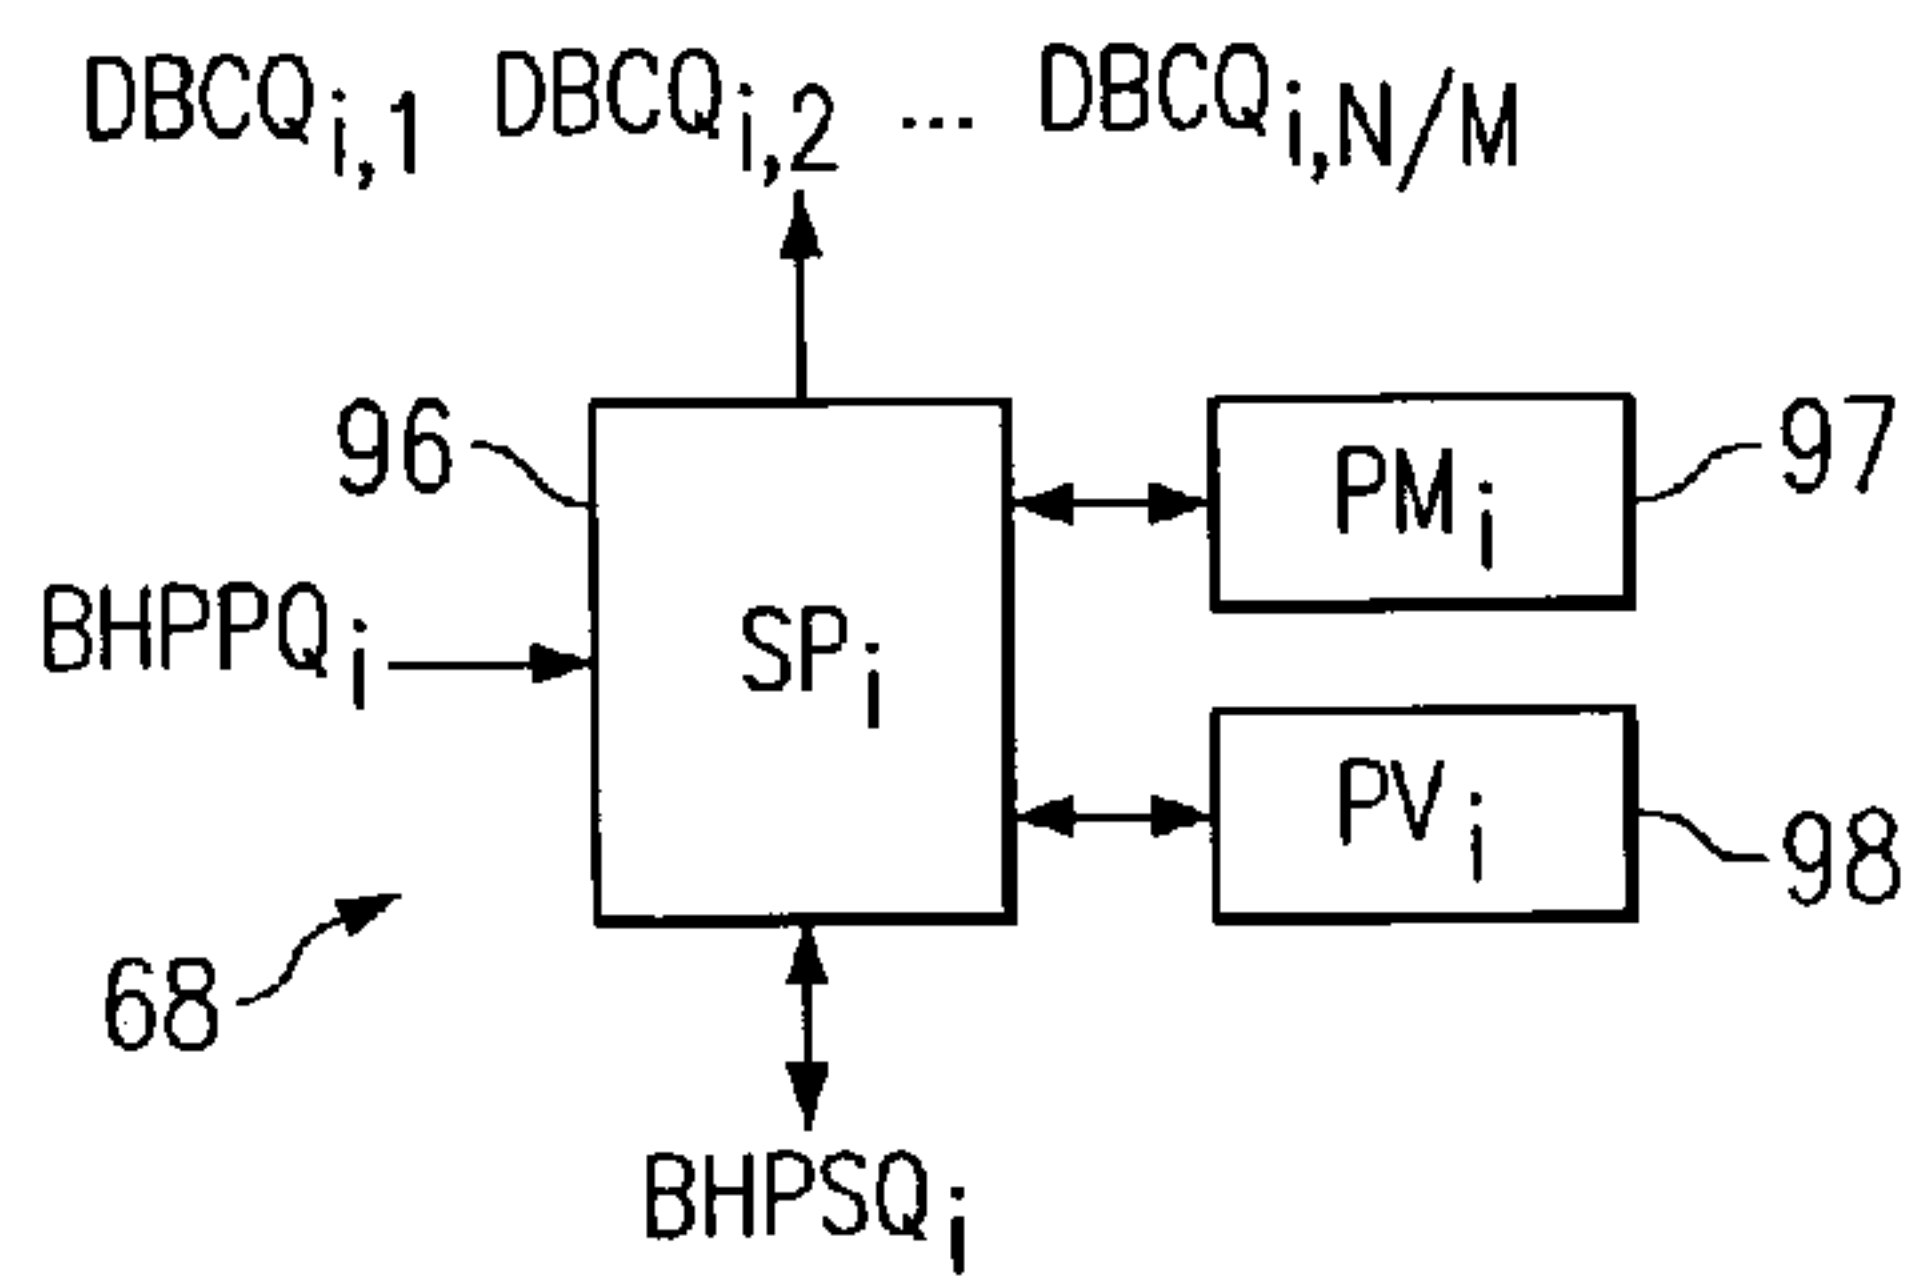 DBCQi,1 DBCQi,2 ... DBCQi,N/M
96
PMi
97
BHPPQi
SPi
PVi
98
68
BHPSQi